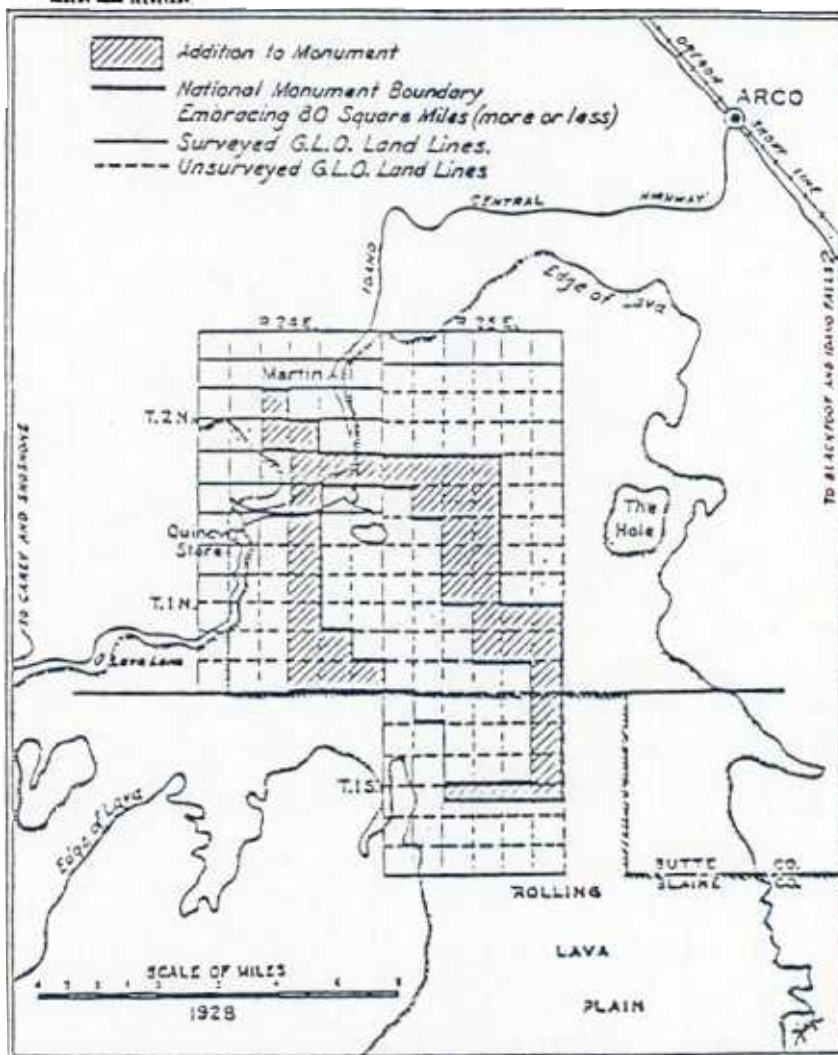 Addition to Monument
National Monument Boundary
Embracing 80 Square Miles (more or less)
Surveyed G.L.O. Land Lines.
Unsurveyed G.L.O. Land Lines
OREGON SHORT LINE
ARCO
CENTRAL
HIGHWAY
IDAHO
Edge of Lava
R.24E.
R.25E.
TO BLACKFOOT AND IDAHO FALLS
Martin
T.2N.
TO CAREY AND SHOSHONE
The
Hole
Quincy
Store
T.1N.
Lava Lake
T.1S.
Edge of Lava
BUTTE CO.
BLAINE CO.
ROLLING
LAVA
PLAIN
SCALE OF MILES
1928